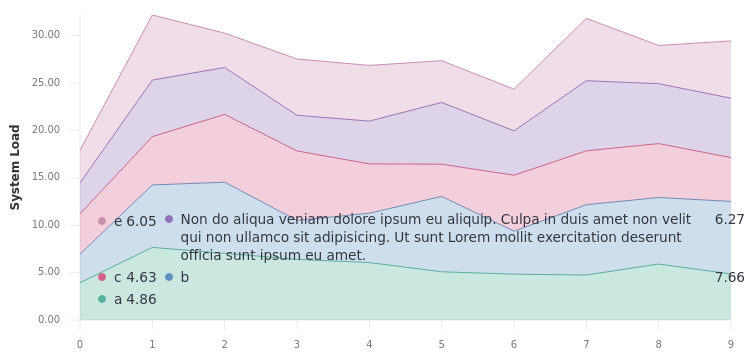 30.00
25.00
20.00
15.00
10.00
5.00
0.00
System Load
e 6.05
Non do aliqua veniam dolore ipsum eu aliquip. Culpa in duis amet non velit 6.27
qui non ullamco sit adipisicing. Ut sunt Lorem mollit exercitation deserunt
officia sunt ipsum eu amet.
c 4.63
b 7.66
a 4.86
0 1 2 3 4 5 6 7 8 9